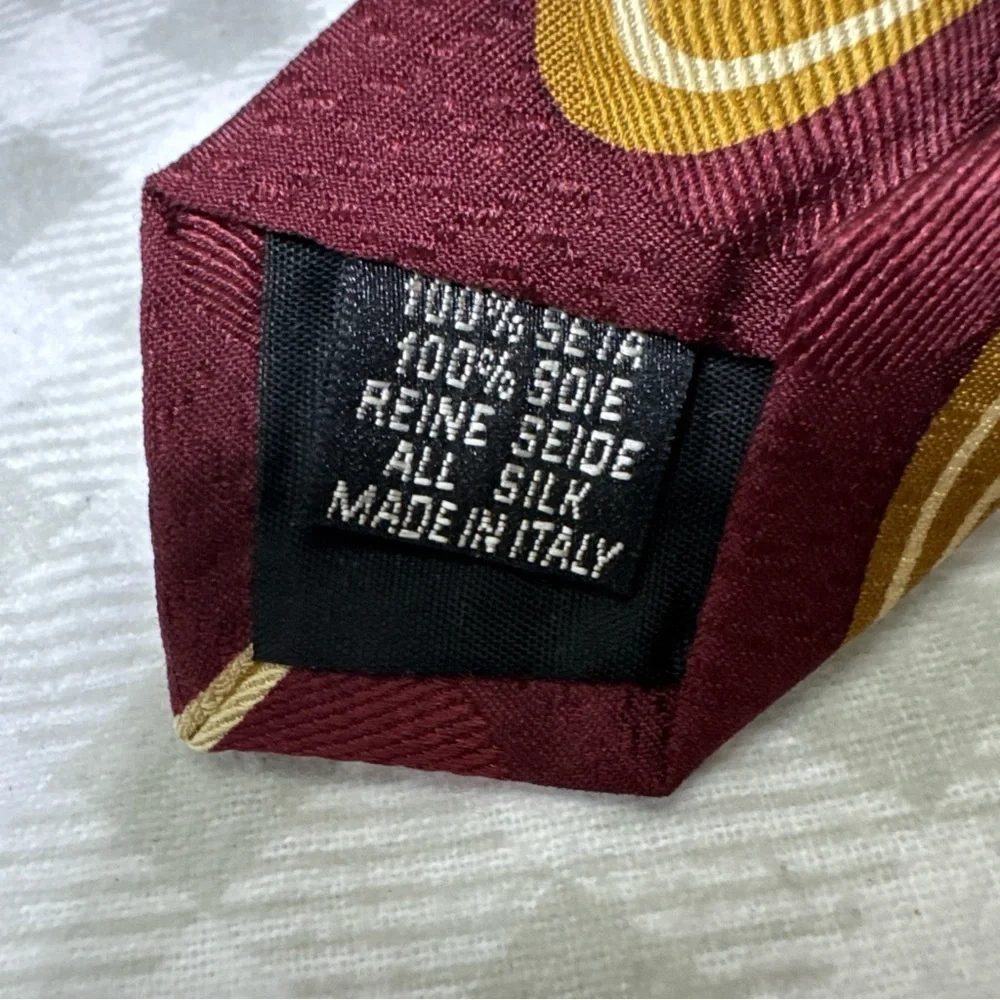 100% SETA
100% SOIE
REINE SEIDE
ALL SILK
MADE IN ITALY